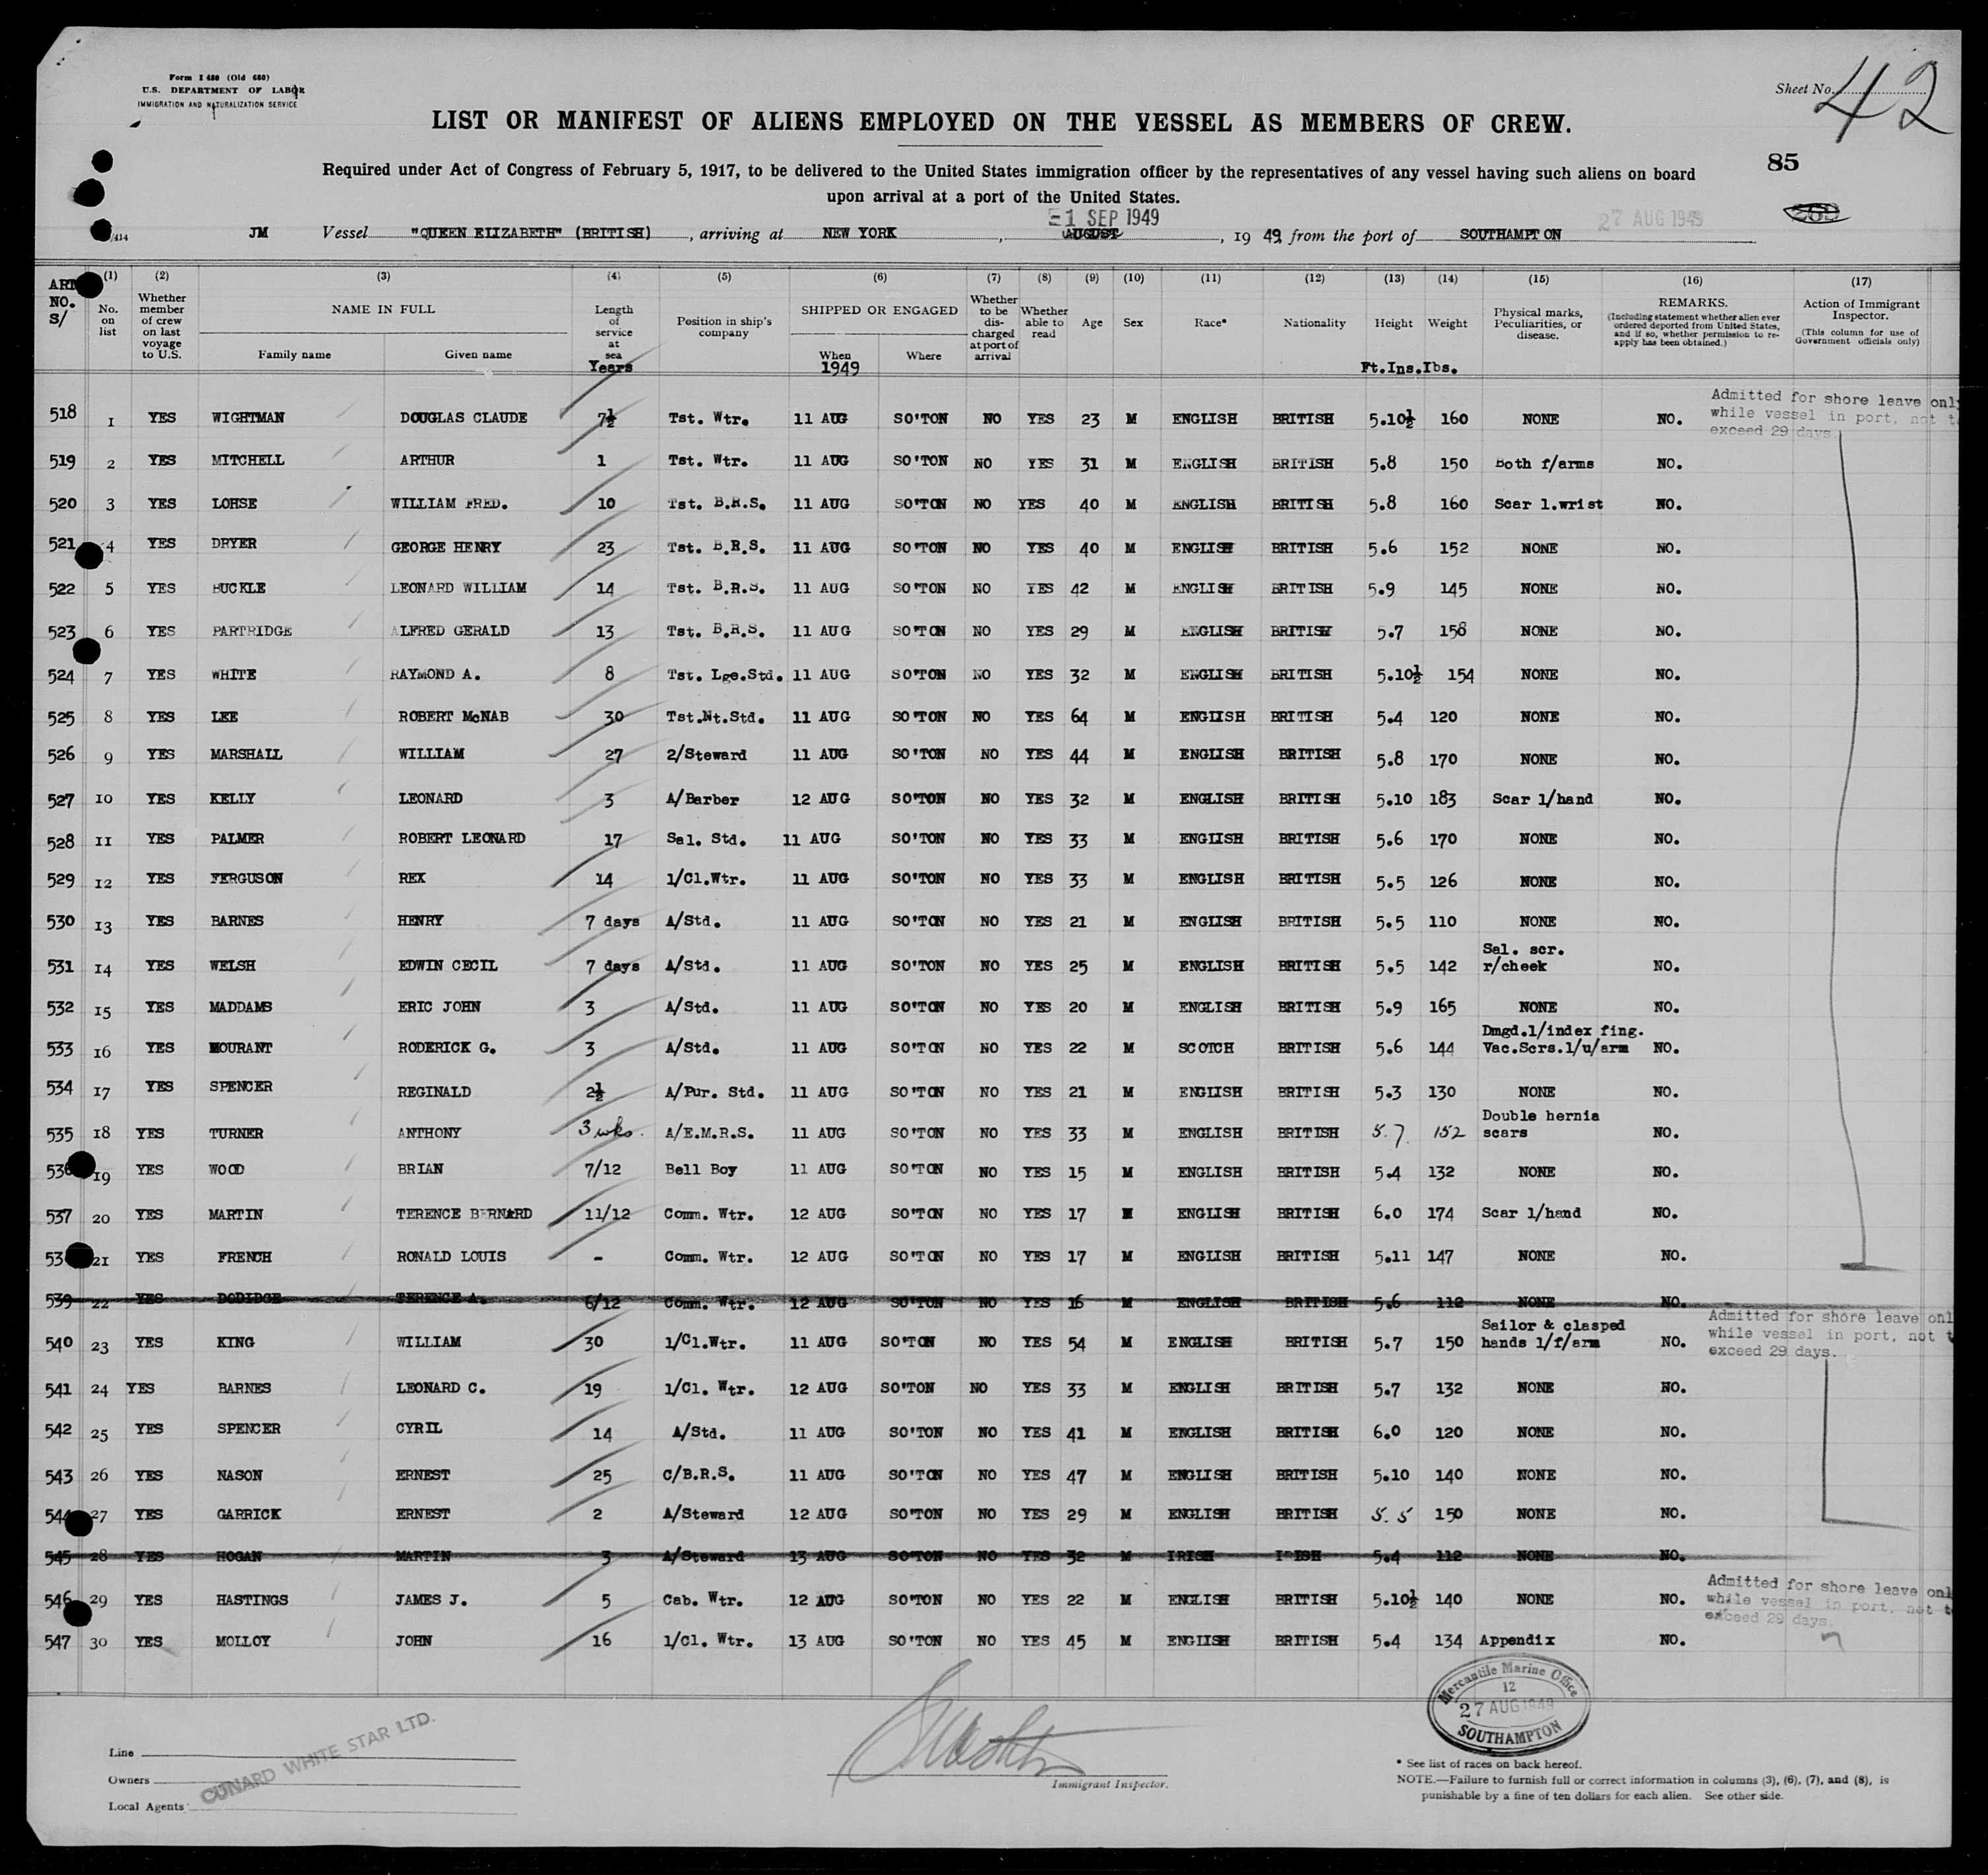 Form I 480 (Old 680)
U.S. DEPARTMENT OF LABOR
IMMIGRATION AND NATURALIZATION SERVICE
Sheet No. 42
LIST OR MANIFEST OF ALIENS EMPLOYED ON THE VESSEL AS MEMBERS OF CREW.
85
Required under Act of Congress of February 5, 1917, to be delivered to the United States immigration officer by the representatives of any vessel having such aliens on board
upon arrival at a port of the United States.
1 SEP 1949
27 AUG 1949
JM Vessel "QUEEN ELIZABETH" (BRITISH), arriving at NEW YORK, AUGUST, 19 49, from the port of SOUTHAMPTON
ART NO. S/ (1) No. on list (2) Whether member of crew on last voyage to U.S. (3) NAME IN FULL Family name Given name (4) Length of service at sea Years (5) Position in ship's company (6) SHIPPED OR ENGAGED When 1949 Where (7) Whether to be discharged at port of arrival (8) Whether able to read (9) Age (10) Sex (11) Race* (12) Nationality (13) Height Ft.Ins. (14) Weight lbs. (15) Physical marks, Peculiarities, or disease. (16) REMARKS. (Including statement whether alien ever ordered deported from United States, and if so, whether permission to re-apply has been obtained.) (17) Action of Immigrant Inspector. (This column for use of Government officials only)
Admitted for shore leave only
while vessel in port, not t
exceed 29 days.
518 1 YES WIGHTMAN DOUGLAS CLAUDE 7½ Tst. Wtr. 11 AUG SO'TON NO YES 23 M ENGLISH BRITISH 5.10½ 160 NONE NO.
519 2 YES MITCHELL ARTHUR 1 Tst. Wtr. 11 AUG SO'TON NO YES 31 M ENGLISH BRITISH 5.8 150 Both f/arms NO.
520 3 YES LOHSE WILLIAM FRED. 10 Tst. B.R.S. 11 AUG SO'TON NO YES 40 M ENGLISH BRITISH 5.8 160 Scar l.wrist NO.
521 4 YES DRYER GEORGE HENRY 23 Tst. B.R.S. 11 AUG SO'TON NO YES 40 M ENGLISH BRITISH 5.6 152 NONE NO.
522 5 YES BUCKLE LEONARD WILLIAM 14 Tst. B.R.S. 11 AUG SO'TON NO YES 42 M ENGLISH BRITISH 5.9 145 NONE NO.
523 6 YES PARTRIDGE ALFRED GERALD 13 Tst. B.R.S. 11 AUG SO'TON NO YES 29 M ENGLISH BRITISH 5.7 158 NONE NO.
524 7 YES WHITE RAYMOND A. 8 Tst. Lge.Std. 11 AUG SO'TON NO YES 32 M ENGLISH BRITISH 5.10½ 154 NONE NO.
525 8 YES LEE ROBERT McNAB 30 Tst.Nt.Std. 11 AUG SO'TON NO YES 64 M ENGLISH BRITISH 5.4 120 NONE NO.
526 9 YES MARSHALL WILLIAM 27 2/Steward 11 AUG SO'TON NO YES 44 M ENGLISH BRITISH 5.8 170 NONE NO.
527 10 YES KELLY LEONARD 3 A/Barber 12 AUG SO'TON NO YES 32 M ENGLISH BRITISH 5.10 183 Scar l/hand NO.
528 11 YES PALMER ROBERT LEONARD 17 Sal. Std. 11 AUG SO'TON NO YES 33 M ENGLISH BRITISH 5.6 170 NONE NO.
529 12 YES FERGUSON REX 14 1/Cl.Wtr. 11 AUG SO'TON NO YES 33 M ENGLISH BRITISH 5.5 126 NONE NO.
530 13 YES BARNES HENRY 7 days A/Std. 11 AUG SO'TON NO YES 21 M ENGLISH BRITISH 5.5 110 NONE NO.
531 14 YES WELSH EDWIN CECIL 7 days A/Std. 11 AUG SO'TON NO YES 25 M ENGLISH BRITISH 5.5 142 Sal. scr. r/cheek NO.
532 15 YES MADDAMS ERIC JOHN 3 A/Std. 11 AUG SO'TON NO YES 20 M ENGLISH BRITISH 5.9 165 NONE NO.
533 16 YES MOURANT RODERICK G. 3 A/Std. 11 AUG SO'TON NO YES 22 M SCOTCH BRITISH 5.6 144 Dmgd.l/index fing. Vac.Scrs.l/u/arm NO.
534 17 YES SPENCER REGINALD 2½ A/Pur. Std. 11 AUG SO'TON NO YES 21 M ENGLISH BRITISH 5.3 130 NONE NO.
535 18 YES TURNER ANTHONY 3 wks. A/E.M.R.S. 11 AUG SO'TON NO YES 33 M ENGLISH BRITISH 5.7. 152 Double hernia scars NO.
536 19 YES WOOD BRIAN 7/12 Bell Boy 11 AUG SO'TON NO YES 15 M ENGLISH BRITISH 5.4 132 NONE NO.
537 20 YES MARTIN TERENCE BERNARD 11/12 Comm. Wtr. 12 AUG SO'TON NO YES 17 M ENGLISH BRITISH 6.0 174 Scar l/hand NO.
53 21 YES FRENCH RONALD LOUIS - Comm. Wtr. 12 AUG SO'TON NO YES 17 M ENGLISH BRITISH 5.11 147 NONE NO.
539 22 YES DODIDGE TERENCE A. 6/12 Comm. Wtr. 12 AUG SO'TON NO YES 16 M ENGLISH BRITISH 5.6 112 NONE NO.
Admitted for shore leave onl
while vessel in port, not t
exceed 29 days.
540 23 YES KING WILLIAM 30 1/Cl.Wtr. 11 AUG SO'TON NO YES 54 M ENGLISH BRITISH 5.7 150 Sailor & clasped hands l/f/arm NO.
541 24 YES BARNES LEONARD C. 19 1/Cl. Wtr. 12 AUG SO'TON NO YES 33 M ENGLISH BRITISH 5.7 132 NONE NO.
542 25 YES SPENCER CYRIL 14 A/Std. 11 AUG SO'TON NO YES 41 M ENGLISH BRITISH 6.0 120 NONE NO.
543 26 YES NASON ERNEST 25 C/B.R.S. 11 AUG SO'TON NO YES 47 M ENGLISH BRITISH 5.10 140 NONE NO.
544 27 YES GARRICK ERNEST 2 A/Steward 12 AUG SO'TON NO YES 29 M ENGLISH BRITISH 5.5 150 NONE NO.
545 28 YES HOGAN MARTIN 3 A/Steward 13 AUG SO'TON NO YES 32 M IRISH IRISH 5.4 112 NONE NO.
Admitted for shore leave onl
while vessel in port, not t
exceed 29 days.
546 29 YES HASTINGS JAMES J. 5 Cab. Wtr. 12 AUG SO'TON NO YES 22 M ENGLISH BRITISH 5.10½ 140 NONE NO.
547 30 YES MOLLOY JOHN 16 1/Cl. Wtr. 13 AUG SO'TON NO YES 45 M ENGLISH BRITISH 5.4 134 Appendix NO.
Mercantile Marine Office
12
27 AUG 1949
SOUTHAMPTON
Line
Owners
Local Agents
CUNARD WHITE STAR LTD.
Immigrant Inspector.
* See list of races on back hereof.
NOTE.—Failure to furnish full or correct information in columns (3), (6), (7), and (8), is
punishable by a fine of ten dollars for each alien. See other side.